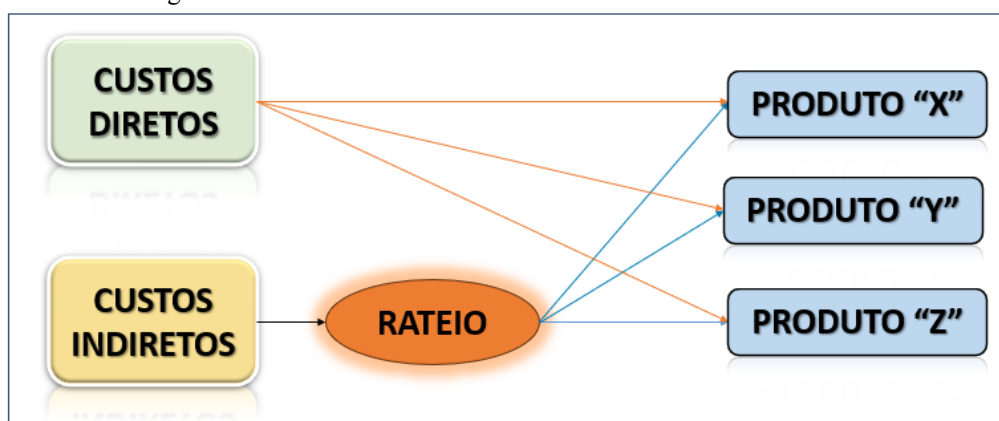 CUSTOS
DIRETOS
PRODUTO “X”
PRODUTO “Y”
CUSTOS
INDIRETOS
RATEIO
PRODUTO “Z”